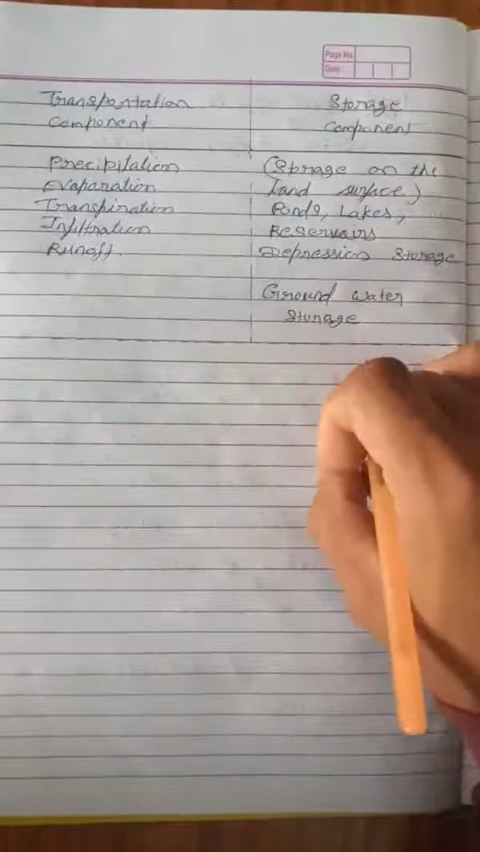 Page No.
Date
Transportation
Component
Storage
Component
Precipitation
Evaporation
Transpiration
Infiltration
Runoff.
(Storage on the
land surface)
Ponds, Lakes,
Reservoirs
Depression Storage
Ground water
Storage